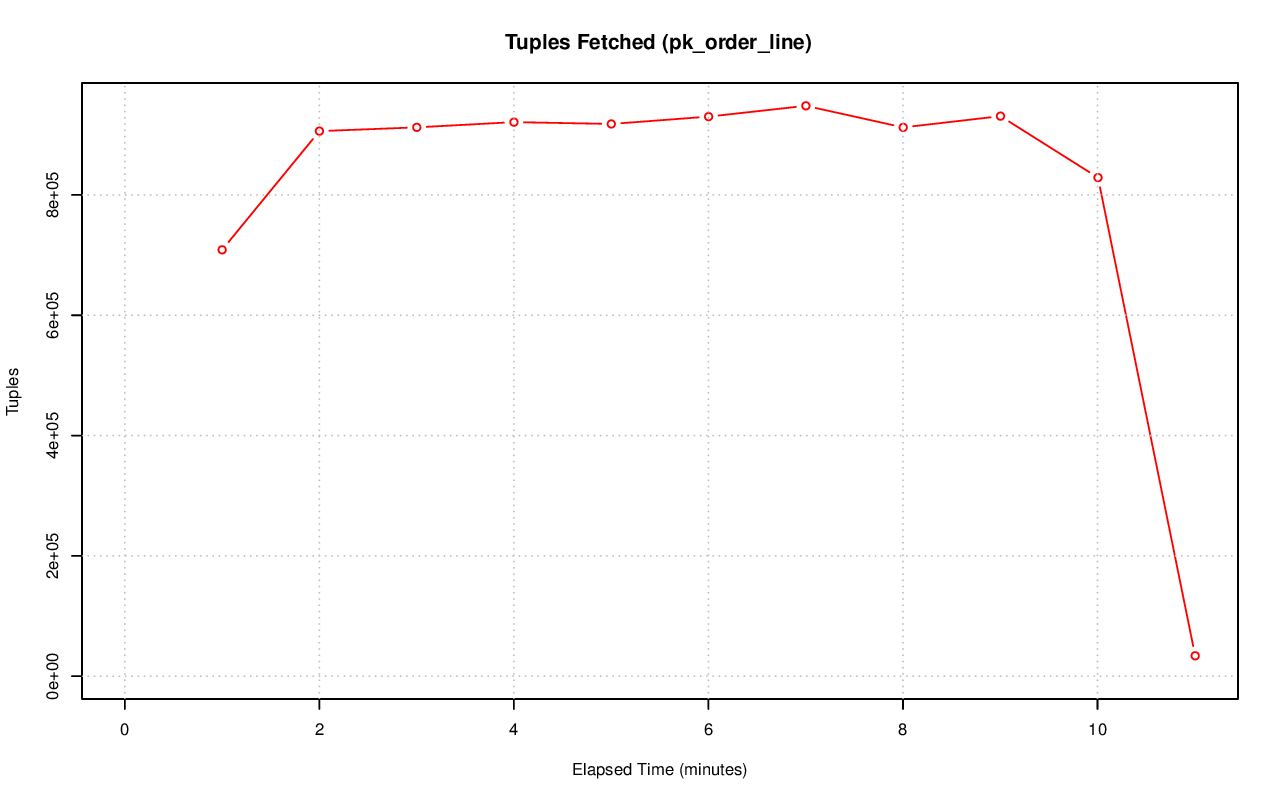 Tuples Fetched (pk_order_line)
Tuples
8e+05
6e+05
4e+05
2e+05
0e+00
0 2 4 6 8 10
Elapsed Time (minutes)